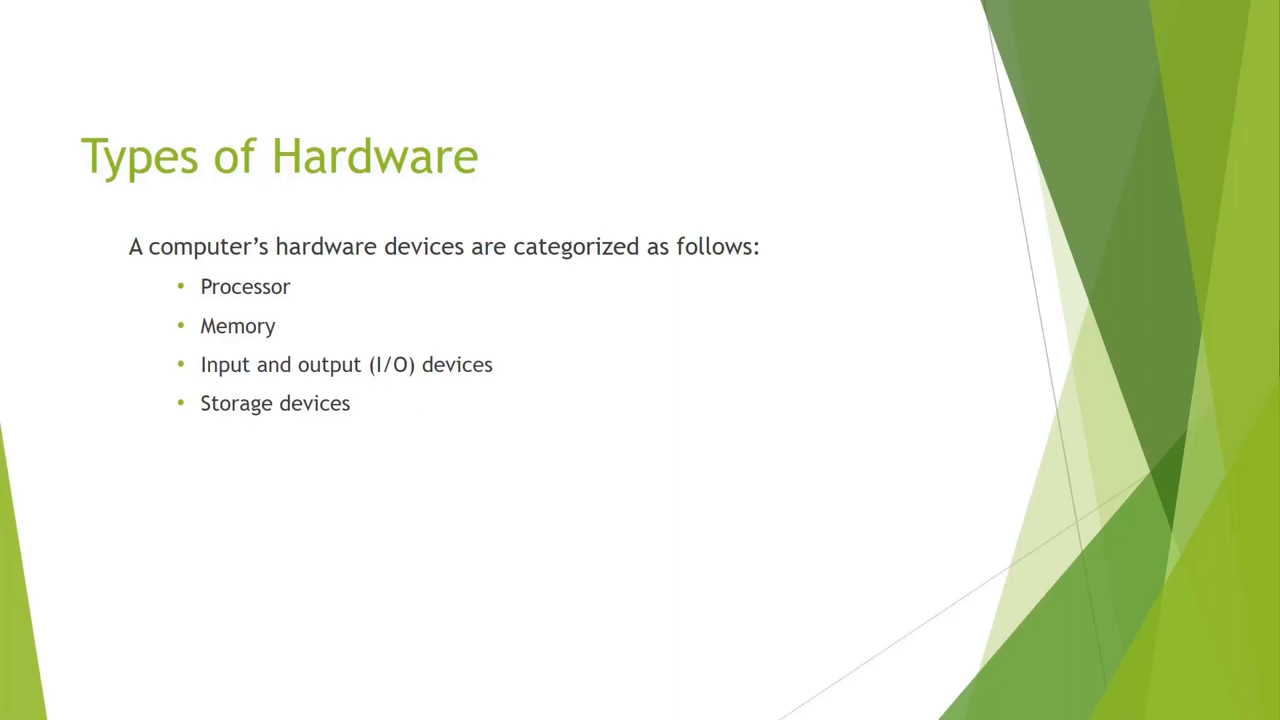 Types of Hardware
A computer’s hardware devices are categorized as follows:
• Processor
• Memory
• Input and output (I/O) devices
• Storage devices